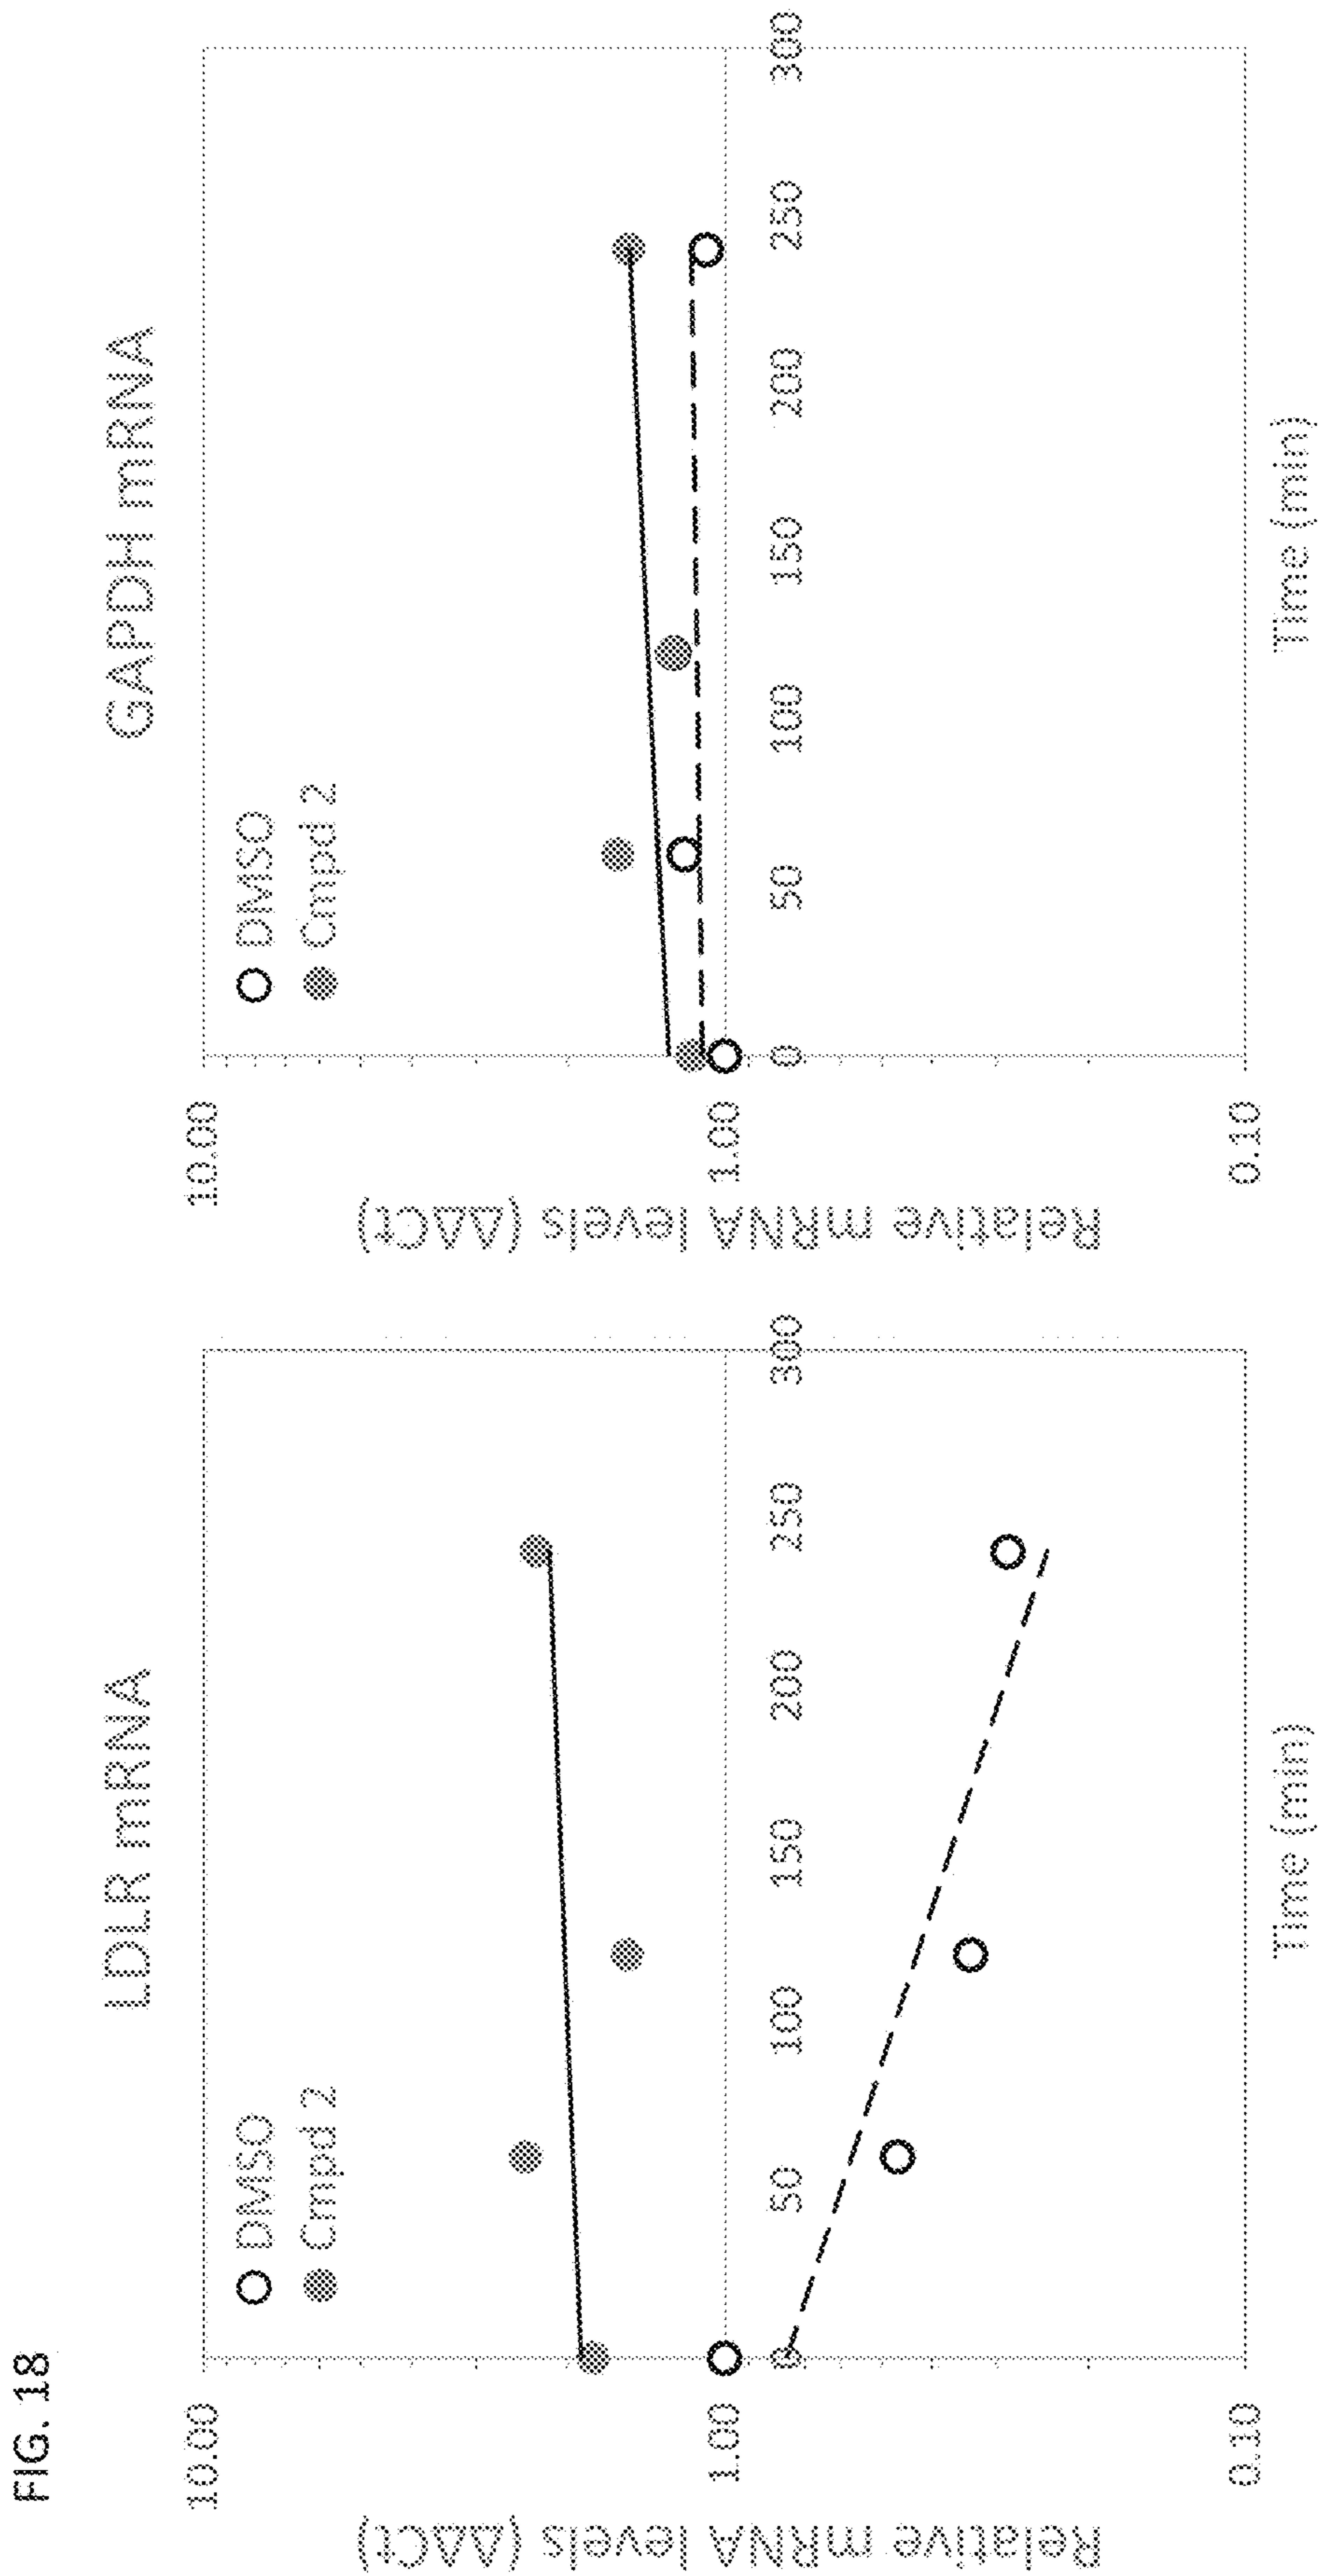 FIG. 18
LDLR mRNA
DMSO
Cmpd 2
10.00
1.00
0.10
Relative mRNA levels (ΔΔCt)
0
50
100
150
200
250
300
Time (min)
GAPDH mRNA
DMSO
Cmpd 2
10.00
1.00
0.10
Relative mRNA levels (ΔΔCt)
0
50
100
150
200
250
300
Time (min)